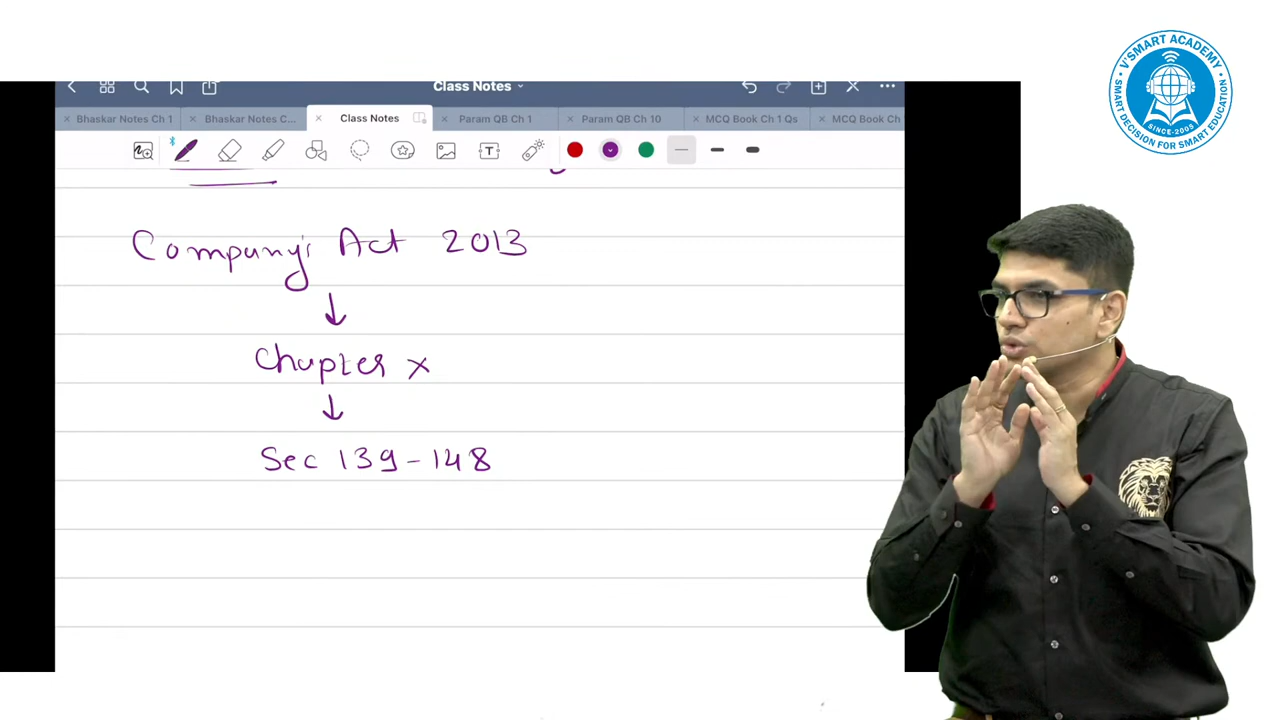 Class Notes
Bhaskar Notes Ch 1
Bhaskar Notes C...
Class Notes
Param QB Ch 1
Param QB Ch 10
MCQ Book Ch 1 Qs
MCQ Book Ch
T
Company's Act 2013
Chapter X
Sec 139-148
V'SMART ACADEMY
SINCE-2005
SMART DECISION FOR SMART EDUCATION